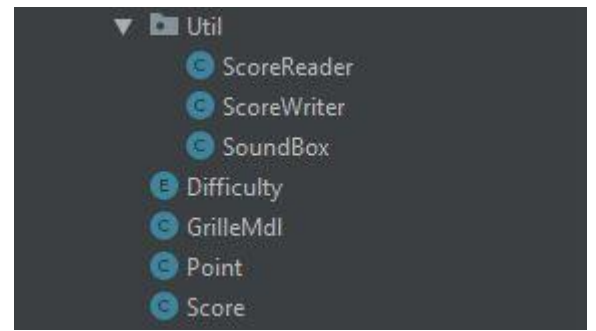 Util
C ScoreReader
C ScoreWriter
C SoundBox
E Difficulty
C GrilleMdl
C Point
C Score